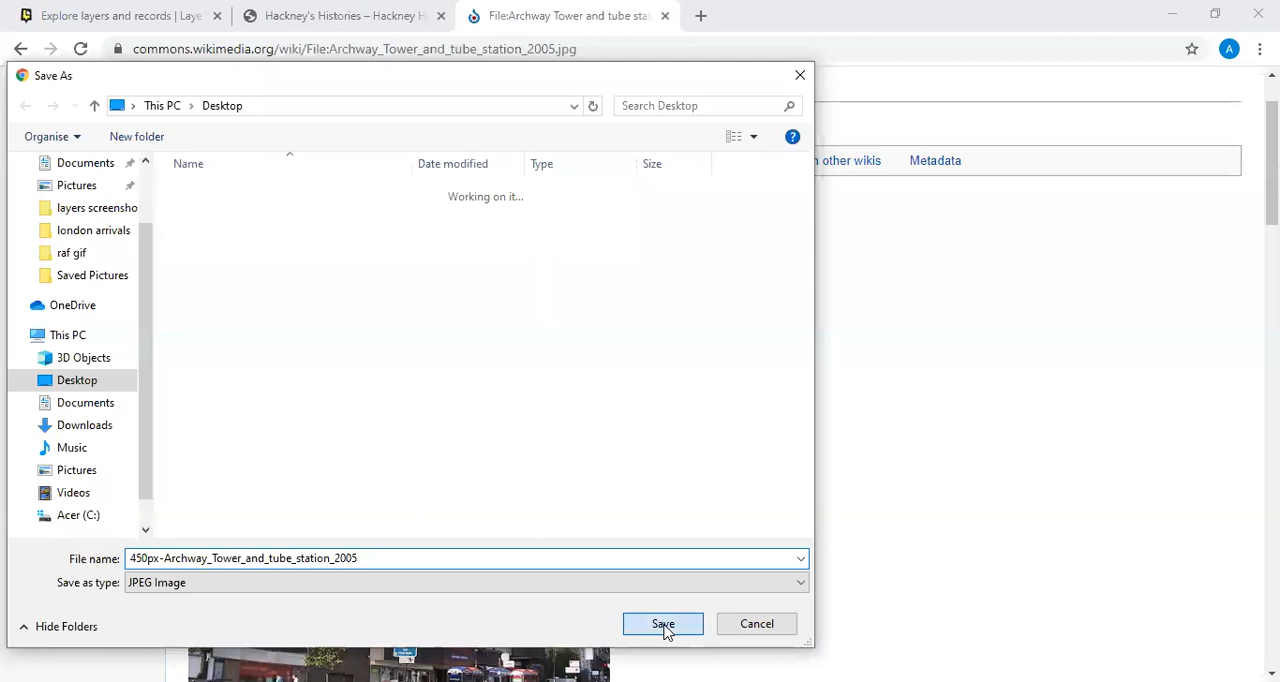 Explore layers and records | Laye
Hackney's Histories – Hackney H
File:Archway Tower and tube sta
commons.wikimedia.org/wiki/File:Archway_Tower_and_tube_station_2005.jpg
A
Save As
This PC > Desktop
Search Desktop
Organise
New folder
?
Name
Date modified
Type
Size
Working on it...
Documents
Pictures
layers screensho
london arrivals
raf gif
Saved Pictures
OneDrive
This PC
3D Objects
Desktop
Documents
Downloads
Music
Pictures
Videos
Acer (C:)
n other wikis
Metadata
File name: 450px-Archway_Tower_and_tube_station_2005
Save as type: JPEG Image
Hide Folders
Save
Cancel